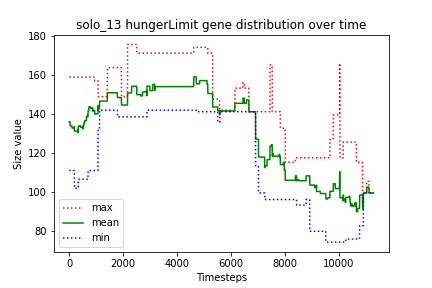 solo_13 hungerLimit gene distribution over time
Size value
180
160
140
120
100
80
max
mean
min
0
2000
4000
6000
8000
10000
Timesteps